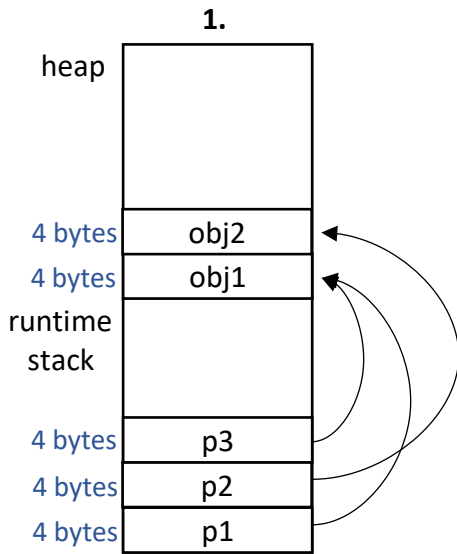 1.
heap
4 bytes obj2
4 bytes obj1
runtime
stack
4 bytes p3
4 bytes p2
4 bytes p1